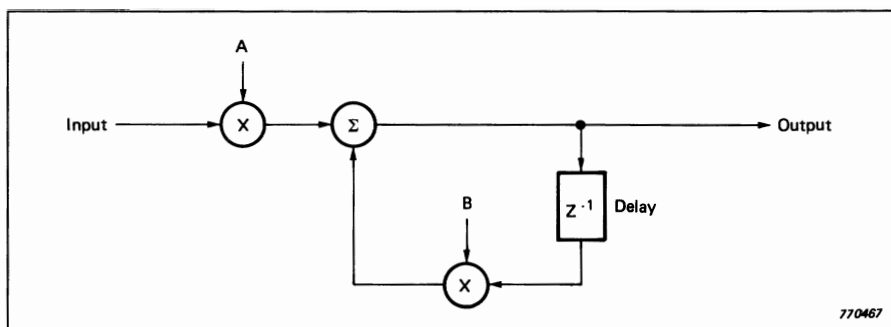 A
Input
X
Σ
Output
B
Z⁻¹
Delay
X
770467